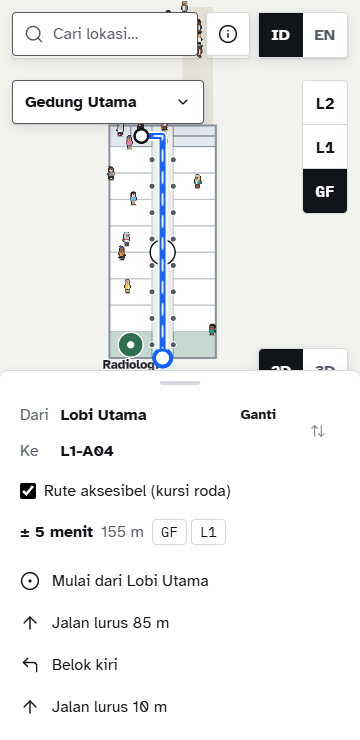 Cari lokasi...
ID
EN
Gedung Utama
L2
L1
GF
Radiologi
Dari Lobi Utama Ganti
Ke L1-A04
Rute aksesibel (kursi roda)
± 5 menit 155 m GF L1
Mulai dari Lobi Utama
Jalan lurus 85 m
Belok kiri
Jalan lurus 10 m